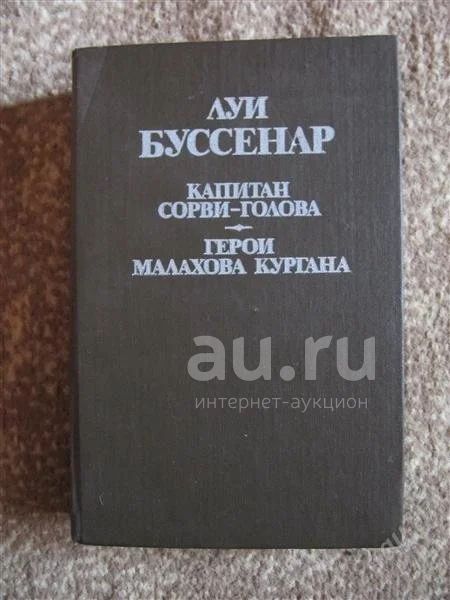 ЛУИ
БУССЕНАР
КАПИТАН
СОРВИ-ГОЛОВА
ГЕРОИ
МАЛАХОВА КУРГАНА
au.ru
интернет-аукцион